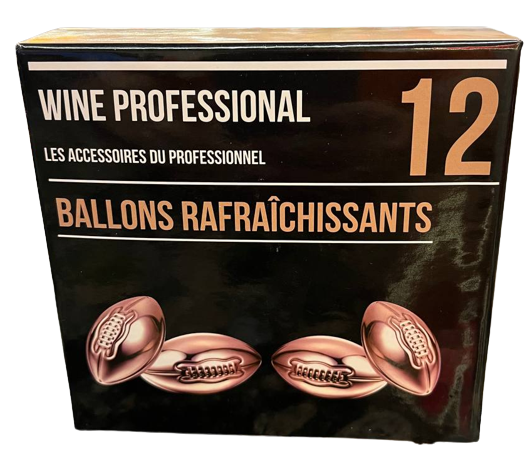 WINE PROFESSIONAL
12
LES ACCESSOIRES DU PROFESSIONNEL
BALLONS RAFRAÎCHISSANTS